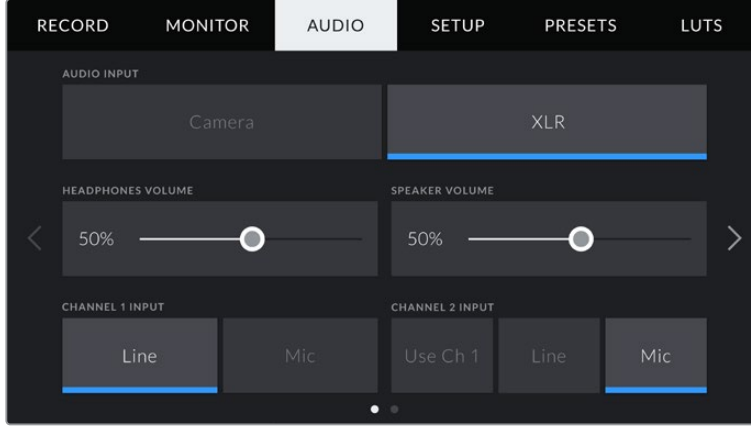 RECORD MONITOR AUDIO SETUP PRESETS LUTS
AUDIO INPUT
Camera XLR
HEADPHONES VOLUME SPEAKER VOLUME
50% 50%
CHANNEL 1 INPUT CHANNEL 2 INPUT
Line Mic Use Ch 1 Line Mic